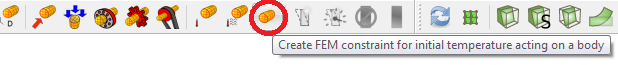 D
Create FEM constraint for initial temperature acting on a body
S